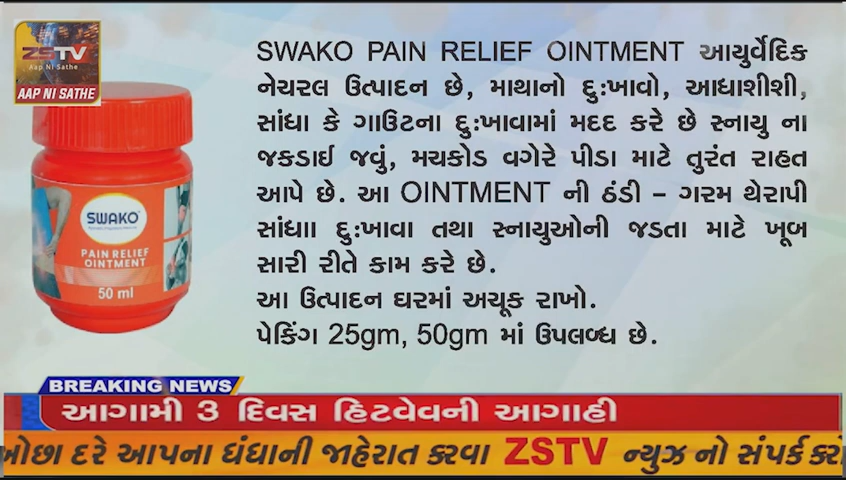 ZSTV
Aap Ni Sathe
AAP NI SATHE
SWAKO PAIN RELIEF OINTMENT આયુર્વેદિક
નેચરલ ઉત્પાદન છે, માથાનો દુઃખાવો, આધાશીશી,
સાંધા કે ગાઉટના દુઃખાવામાં મદદ કરે છે સ્નાયુ ના
જકડાઈ જવું, મચકોડ વગેરે પીડા માટે તુરંત રાહત
આપે છે. આ OINTMENT ની ઠંડી – ગરમ થેરાપી
સાંધાા દુઃખાવા તથા સ્નાયુઓની જડતા માટે ખૂબ
સારી રીતે કામ કરે છે.
આ ઉત્પાદન ઘરમાં અચૂક રાખો.
પેકિંગ 25gm, 50gm માં ઉપલબ્ધ છે.
SWAKO
PAIN RELIEF
OINTMENT
50 ml
BREAKING NEWS
આગામી 3 દિવસ હિટવેવની આગાહી
ઓછા દરે આપના ધંધાની જાહેરાત કરવા ZSTV ન્યુઝ નો સંપર્ક કરો